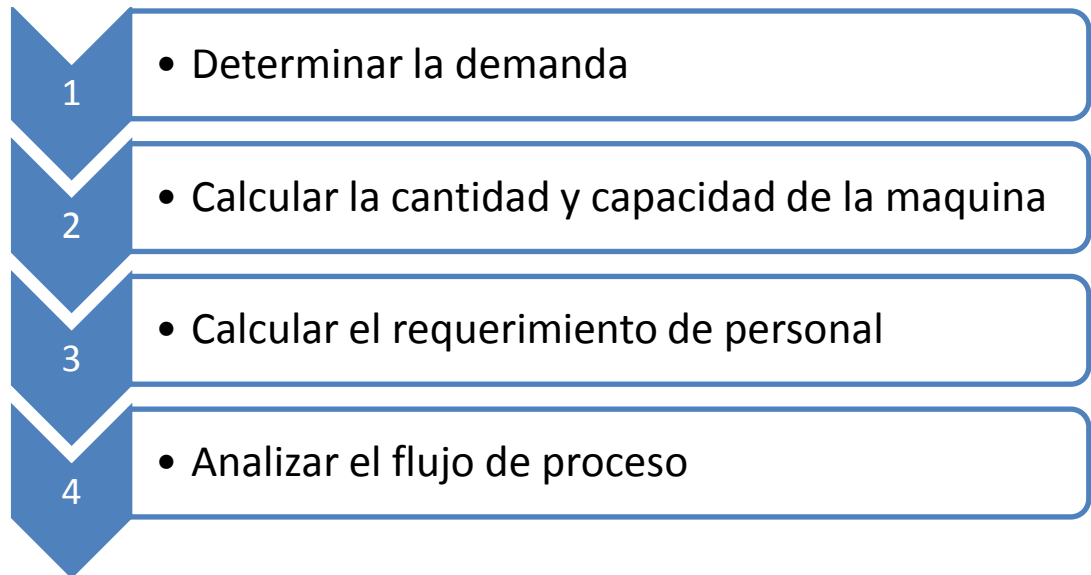 1
• Determinar la demanda
2
• Calcular la cantidad y capacidad de la maquina
3
• Calcular el requerimiento de personal
4
• Analizar el flujo de proceso